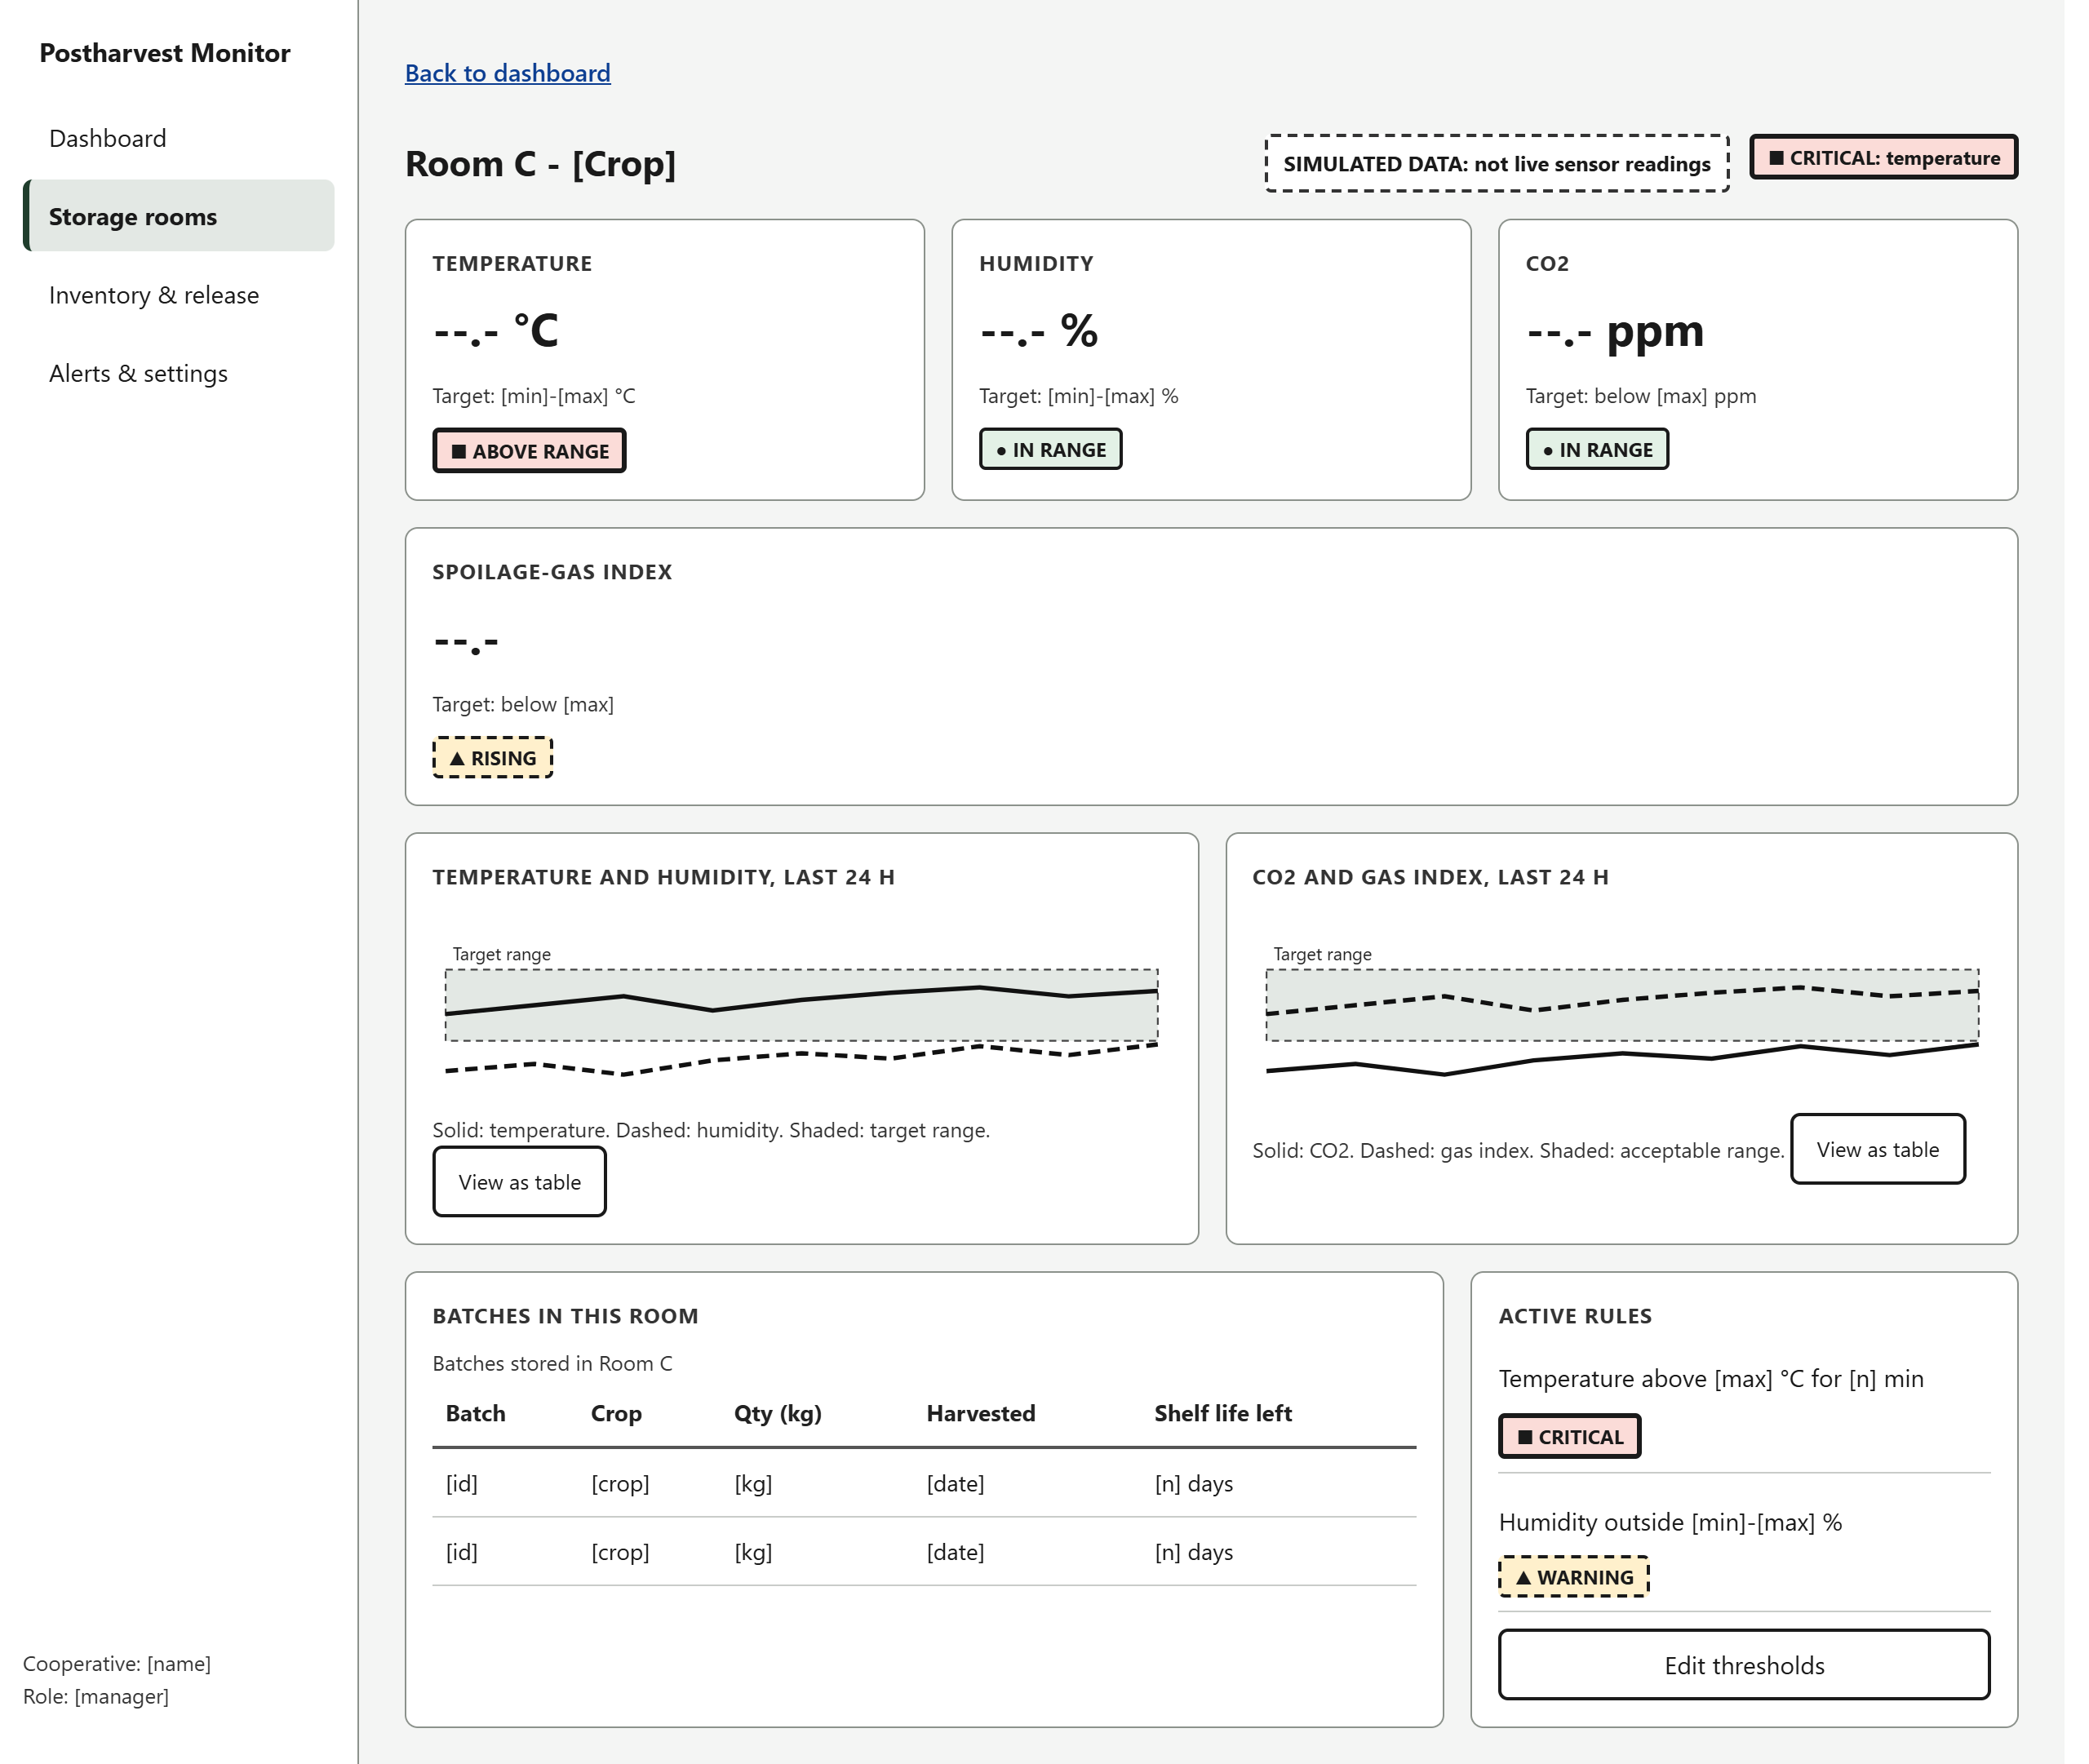 Postharvest Monitor
Dashboard
Storage rooms
Inventory & release
Alerts & settings
Cooperative: [name]
Role: [manager]
Back to dashboard
Room C - [Crop]
SIMULATED DATA: not live sensor readings
■ CRITICAL: temperature
TEMPERATURE
--.- °C
Target: [min]-[max] °C
■ ABOVE RANGE
HUMIDITY
--.- %
Target: [min]-[max] %
● IN RANGE
CO2
--.- ppm
Target: below [max] ppm
● IN RANGE
SPOILAGE-GAS INDEX
--.-
Target: below [max]
▲ RISING
TEMPERATURE AND HUMIDITY, LAST 24 H
Target range
Solid: temperature. Dashed: humidity. Shaded: target range.
View as table
CO2 AND GAS INDEX, LAST 24 H
Target range
Solid: CO2. Dashed: gas index. Shaded: acceptable range.
View as table
BATCHES IN THIS ROOM
Batches stored in Room C
Batch Crop Qty (kg) Harvested Shelf life left
[id] [crop] [kg] [date] [n] days
[id] [crop] [kg] [date] [n] days
ACTIVE RULES
Temperature above [max] °C for [n] min
■ CRITICAL
Humidity outside [min]-[max] %
▲ WARNING
Edit thresholds